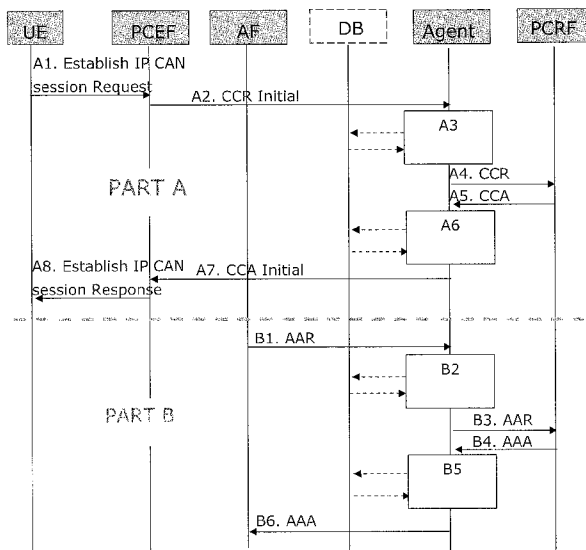 UE PCEF AF DB Agent PCRF
A1. Establish IP CAN
session Request
A2. CCR Initial
A3
A4. CCR
A5. CCA
PART A
A6
A8. Establish IP CAN
session Response
A7. CCA Initial
B1. AAR
B2
PART B
B3. AAR
B4. AAA
B5
B6. AAA